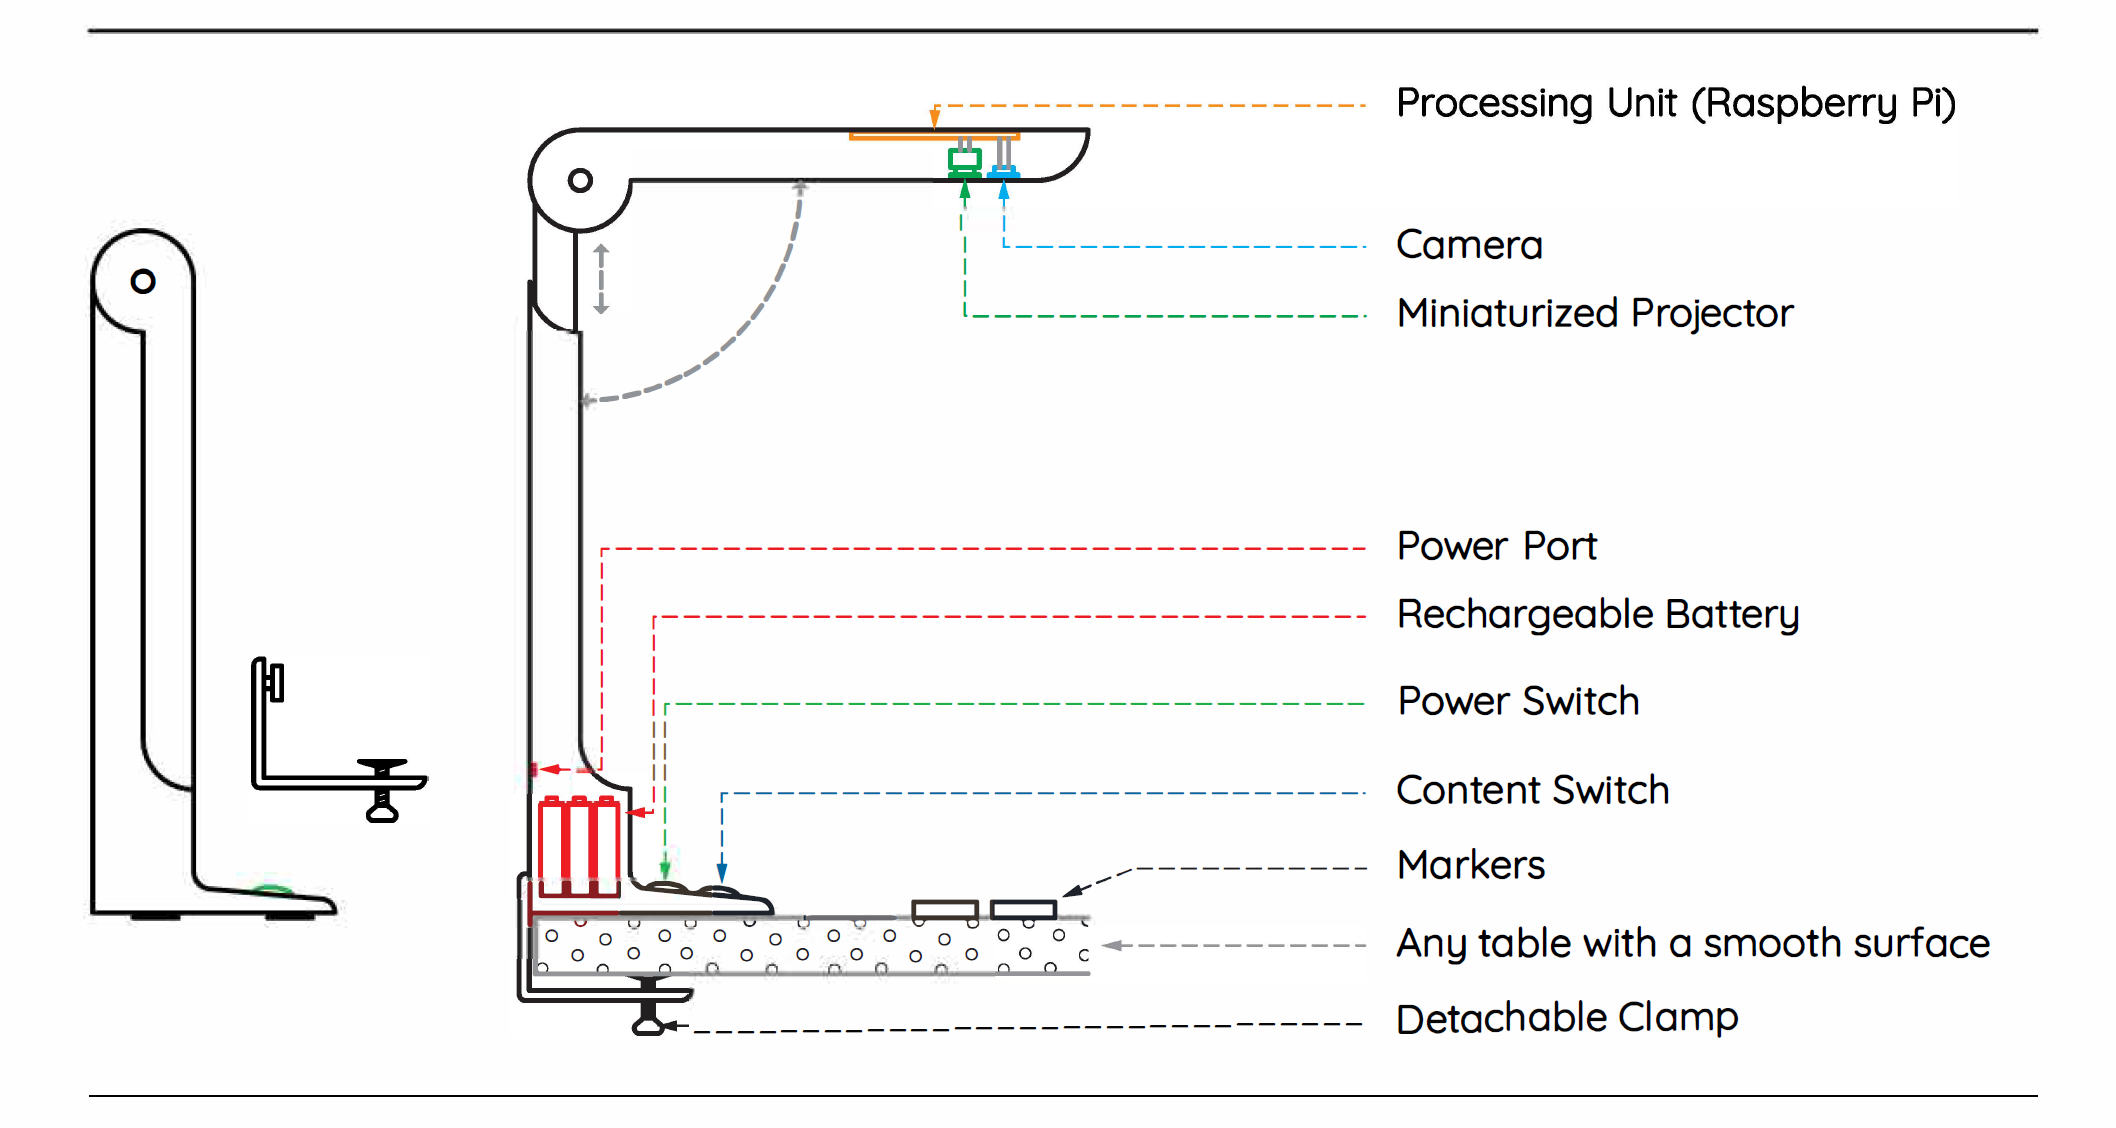 Processing Unit (Raspberry Pi)
Camera
Miniaturized Projector
Power Port
Rechargeable Battery
Power Switch
Content Switch
Markers
Any table with a smooth surface
Detachable Clamp